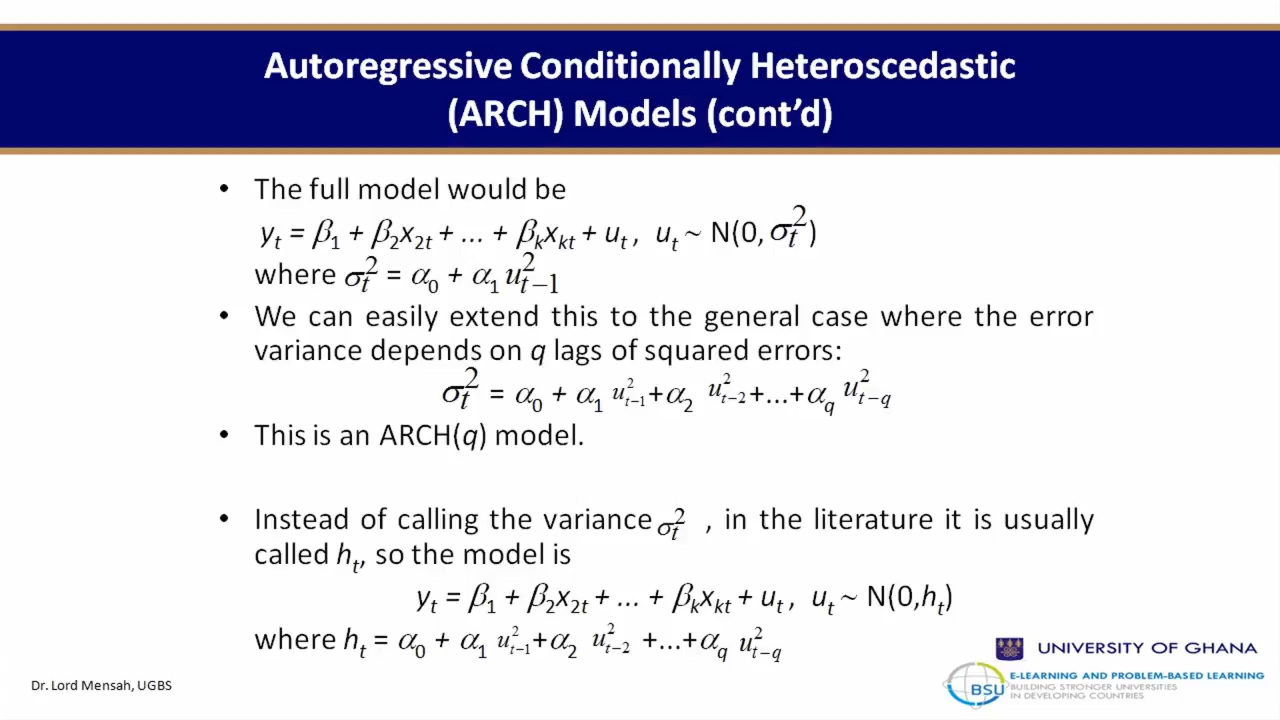 Autoregressive Conditionally Heteroscedastic
(ARCH) Models (cont’d)
• The full model would be
yₜ = β₁ + β₂x₂ₜ + ... + βₖxₖₜ + uₜ , uₜ ∼ N(0, σₜ²)
where σₜ² = α₀ + α₁ u²ₜ₋₁
• We can easily extend this to the general case where the error
variance depends on q lags of squared errors:
σₜ² = α₀ + α₁ u²ₜ₋₁+α₂ u²ₜ₋₂+...+α_q u²_{t−q}
• This is an ARCH(q) model.
• Instead of calling the variance σₜ² , in the literature it is usually
called hₜ, so the model is
yₜ = β₁ + β₂x₂ₜ + ... + βₖxₖₜ + uₜ , uₜ ∼ N(0,hₜ)
where hₜ = α₀ + α₁ u²ₜ₋₁+α₂ u²ₜ₋₂ +...+α_q u²_{t−q}
UNIVERSITY OF GHANA
Dr. Lord Mensah, UGBS
BSU
E-LEARNING AND PROBLEM-BASED LEARNING
BUILDING STRONGER UNIVERSITIES
IN DEVELOPING COUNTRIES